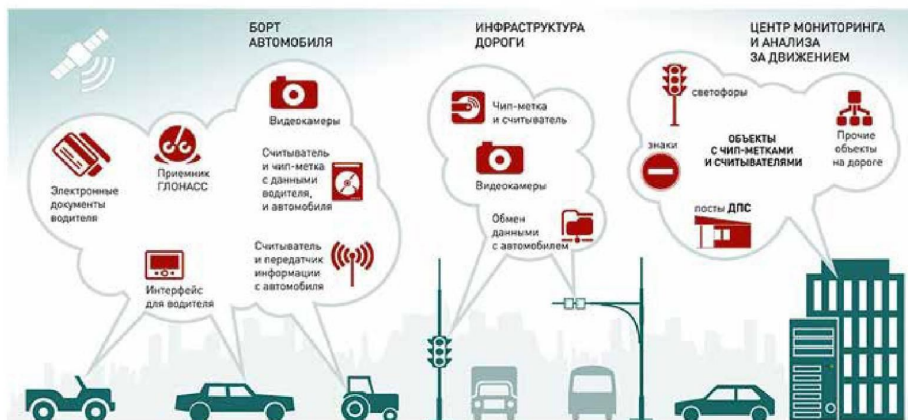 БОРТ
АВТОМОБИЛЯ
Видеокамеры
Электронные
документы
водителя
Приемник
ГЛОНАСС
Считыватель
и чип-метка
с данными
водителя,
и автомобиля
Интерфейс
для водителя
Считыватель
и передатчик
информации
с автомобиля
ИНФРАСТРУКТУРА
ДОРОГИ
Чип-метка
и считыватель
Видеокамеры
Обмен
данными
с автомобилем
ЦЕНТР МОНИТОРИНГА
И АНАЛИЗА
ЗА ДВИЖЕНИЕМ
светофоры
знаки
ОБЪЕКТЫ
С ЧИП-МЕТКАМИ
И СЧИТЫВАТЕЛЯМИ
Прочие
объекты
на дороге
посты ДПС